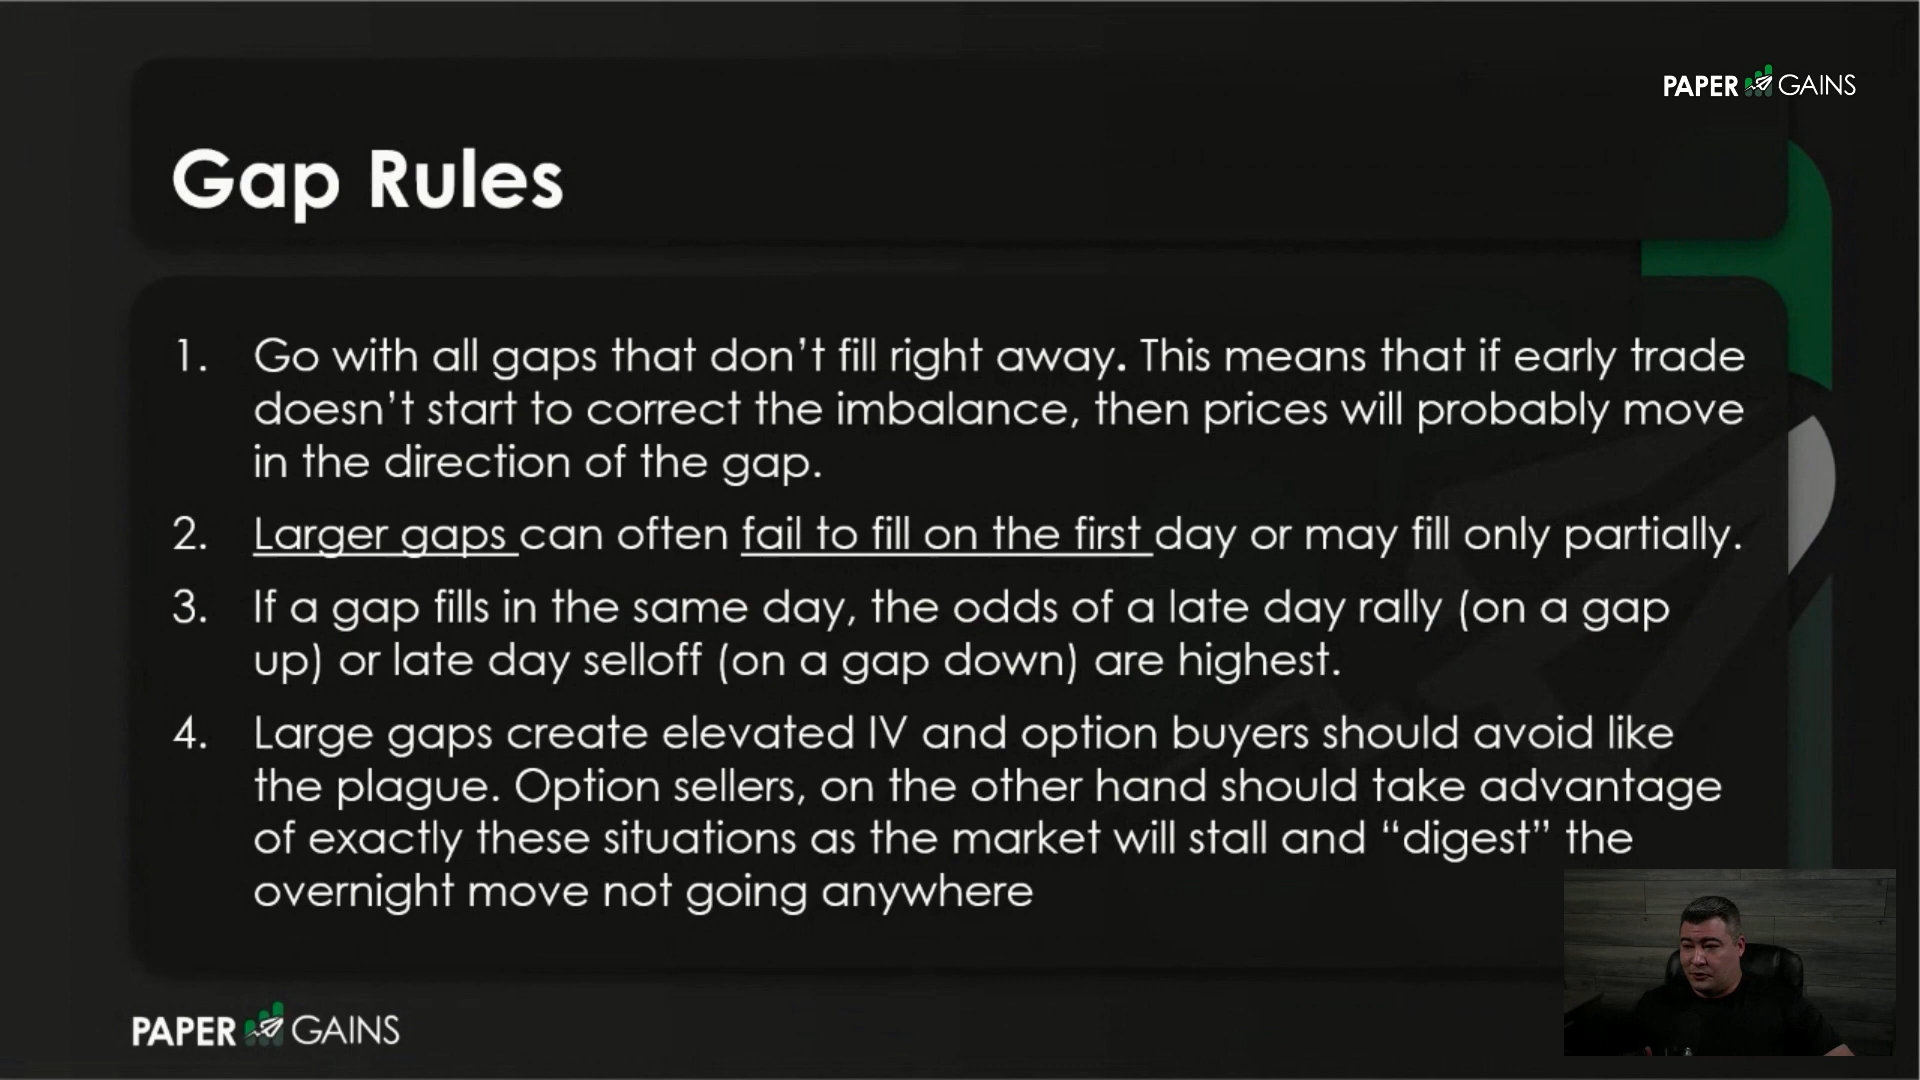 PAPER GAINS
Gap Rules
1. Go with all gaps that don’t fill right away. This means that if early trade
doesn’t start to correct the imbalance, then prices will probably move
in the direction of the gap.
2. Larger gaps can often fail to fill on the first day or may fill only partially.
3. If a gap fills in the same day, the odds of a late day rally (on a gap
up) or late day selloff (on a gap down) are highest.
4. Large gaps create elevated IV and option buyers should avoid like
the plague. Option sellers, on the other hand should take advantage
of exactly these situations as the market will stall and “digest” the
overnight move not going anywhere
PAPER GAINS